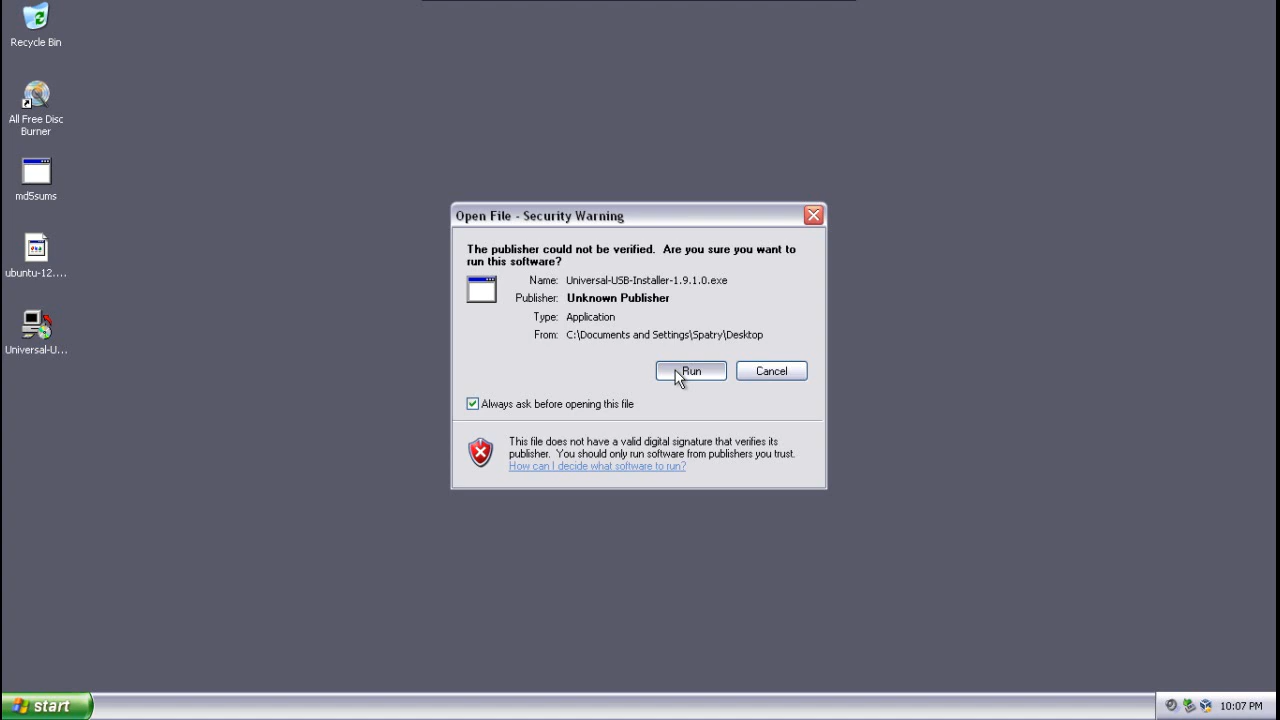 Recycle Bin
All Free Disc
Burner
md5sums
ubuntu-12....
Universal-U...
Open File - Security Warning
The publisher could not be verified. Are you sure you want to
run this software?
Name: Universal-USB-Installer-1.9.1.0.exe
Publisher: Unknown Publisher
Type: Application
From: C:\Documents and Settings\Spatry\Desktop
Run Cancel
Always ask before opening this file
This file does not have a valid digital signature that verifies its
publisher. You should only run software from publishers you trust.
How can I decide what software to run?
start
10:07 PM